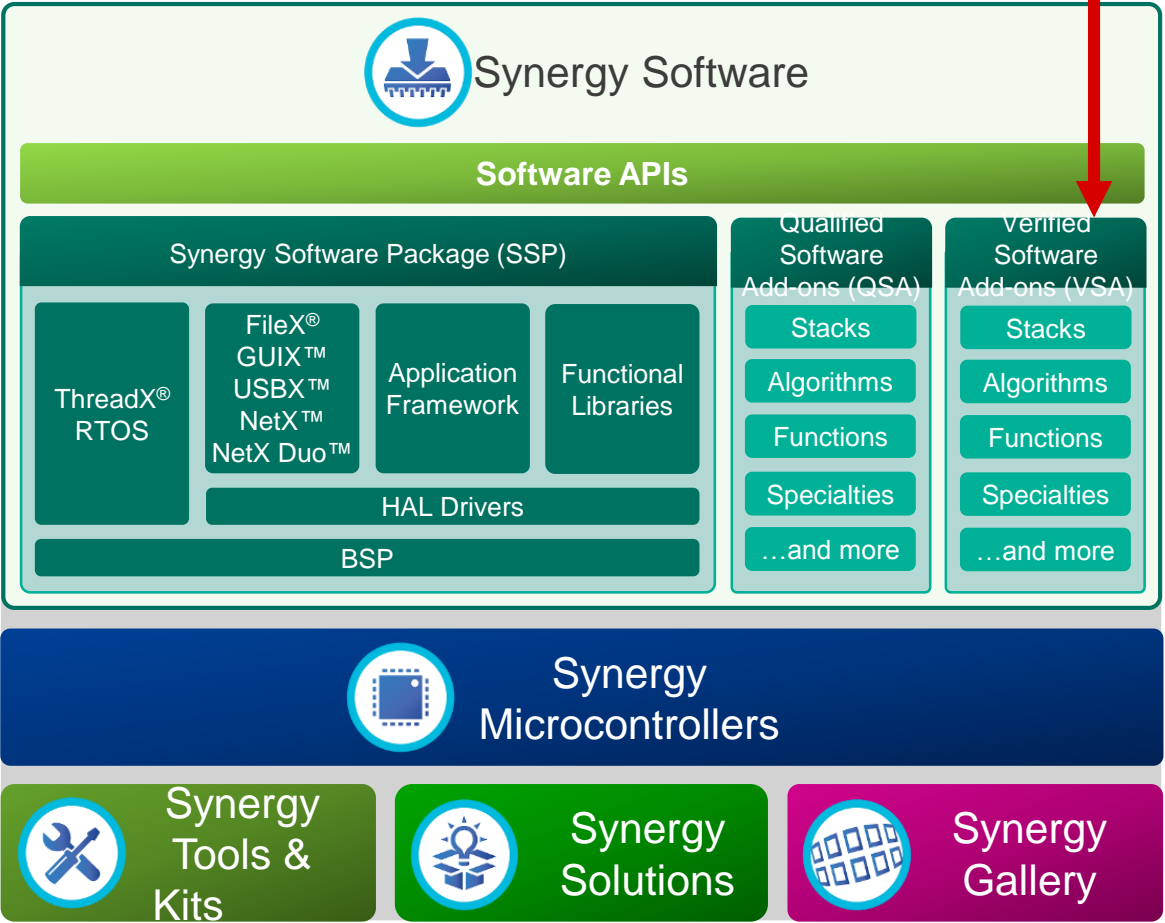 Synergy Software
Software APIs
Synergy Software Package (SSP)
ThreadX®
RTOS
FileX®
GUIX™
USBX™
NetX™
NetX Duo™
Application
Framework
Functional
Libraries
HAL Drivers
BSP
Qualified
Software
Add-ons (QSA)
Stacks
Algorithms
Functions
Specialties
…and more
Verified
Software
Add-ons (VSA)
Stacks
Algorithms
Functions
Specialties
…and more
Synergy
Microcontrollers
Synergy
Tools &
Kits
Synergy
Solutions
Synergy
Gallery